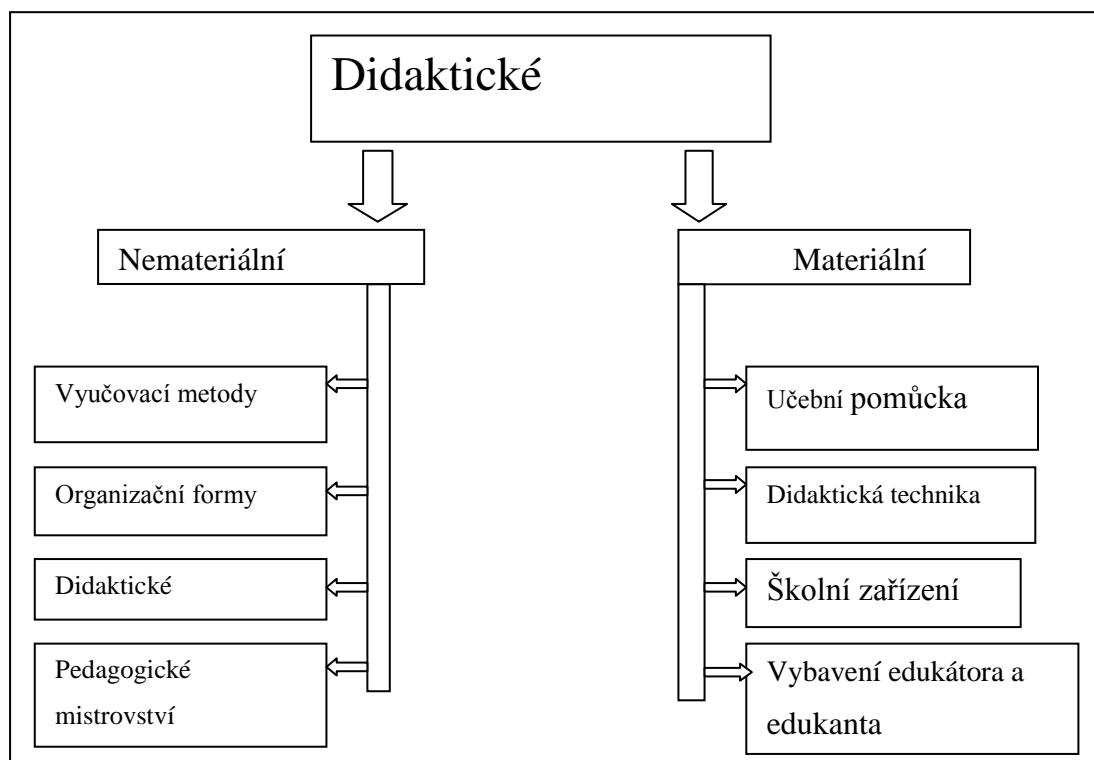 Didaktické
Nemateriální
Materiální
Vyučovací metody
Organizační formy
Didaktické
Pedagogické
mistrovství
Učební pomůcka
Didaktická technika
Školní zařízení
Vybavení edukátora a
edukanta